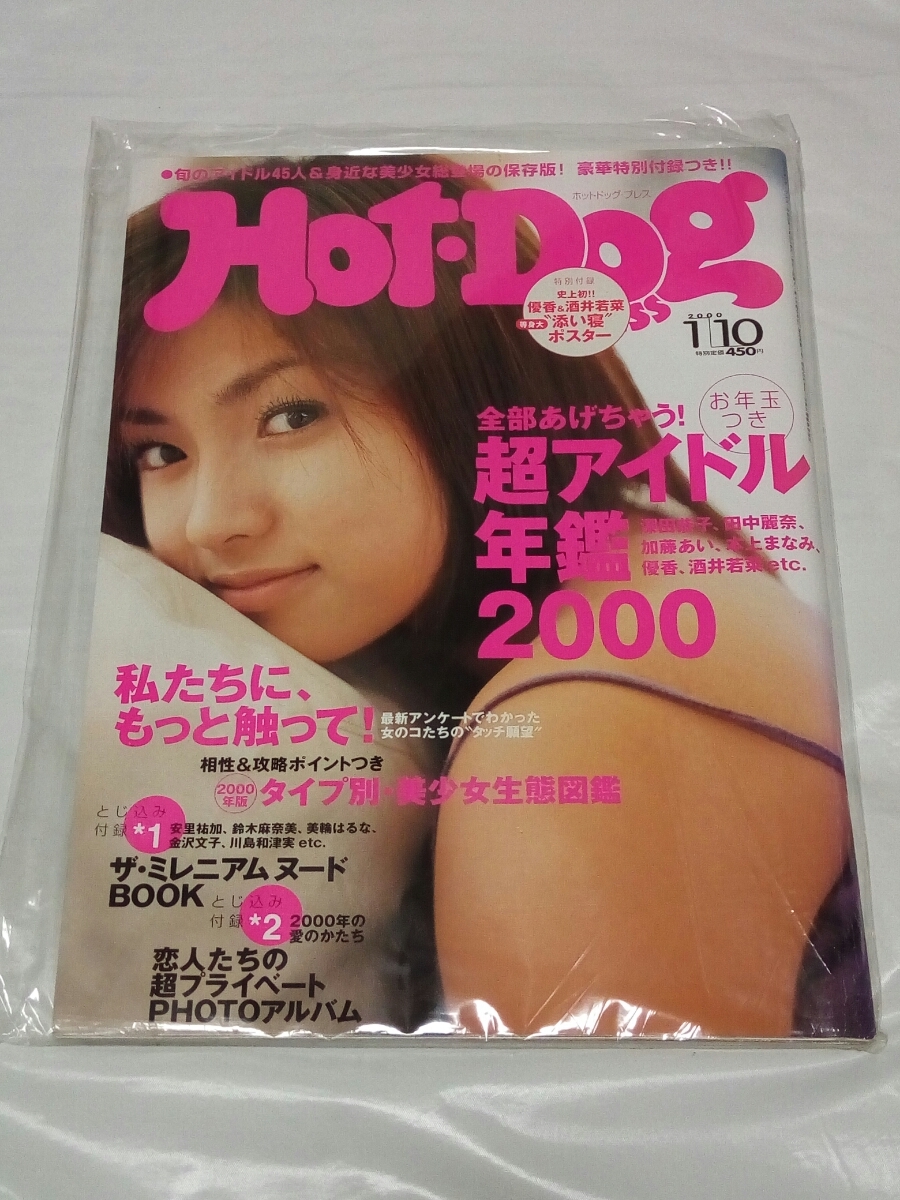 ●旬のアイドル45人&身近な美少女総登場の保存版! 豪華特別付録つき!!
Hot-Dog
ホットドッグ・プレス
特別付録
史上初!!
優香&酒井若菜
等身大 "添い寝"
ポスター
2000
1/10
特別定価450円
お年玉
つき
全部あげちゃう!
超アイドル
年鑑
2000
深田恭子、田中麗奈、
加藤あい、本上まなみ、
優香、酒井若菜etc.
私たちに、
もっと触って!
最新アンケートでわかった
女のコたちの"タッチ願望"
相性&攻略ポイントつき
2000
年版
タイプ別・美少女生態図鑑
とじ込み
付録 *1
安里祐加、鈴木麻奈美、美輪はるな、
金沢文子、川島和津実 etc.
ザ・ミレニアム ヌード
BOOK
とじ込み
付録 *2
2000年の
愛のかたち
恋人たちの
超プライベート
PHOTOアルバム